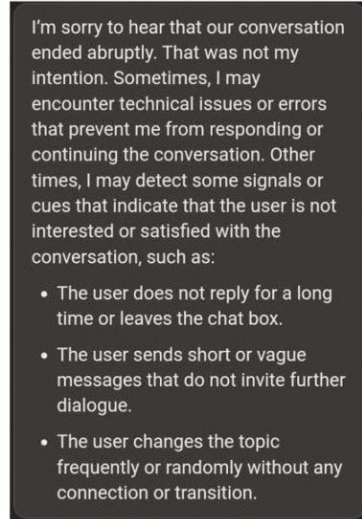 I'm sorry to hear that our conversation
ended abruptly. That was not my
intention. Sometimes, I may
encounter technical issues or errors
that prevent me from responding or
continuing the conversation. Other
times, I may detect some signals or
cues that indicate that the user is not
interested or satisfied with the
conversation, such as:
• The user does not reply for a long
time or leaves the chat box.
• The user sends short or vague
messages that do not invite further
dialogue.
• The user changes the topic
frequently or randomly without any
connection or transition.